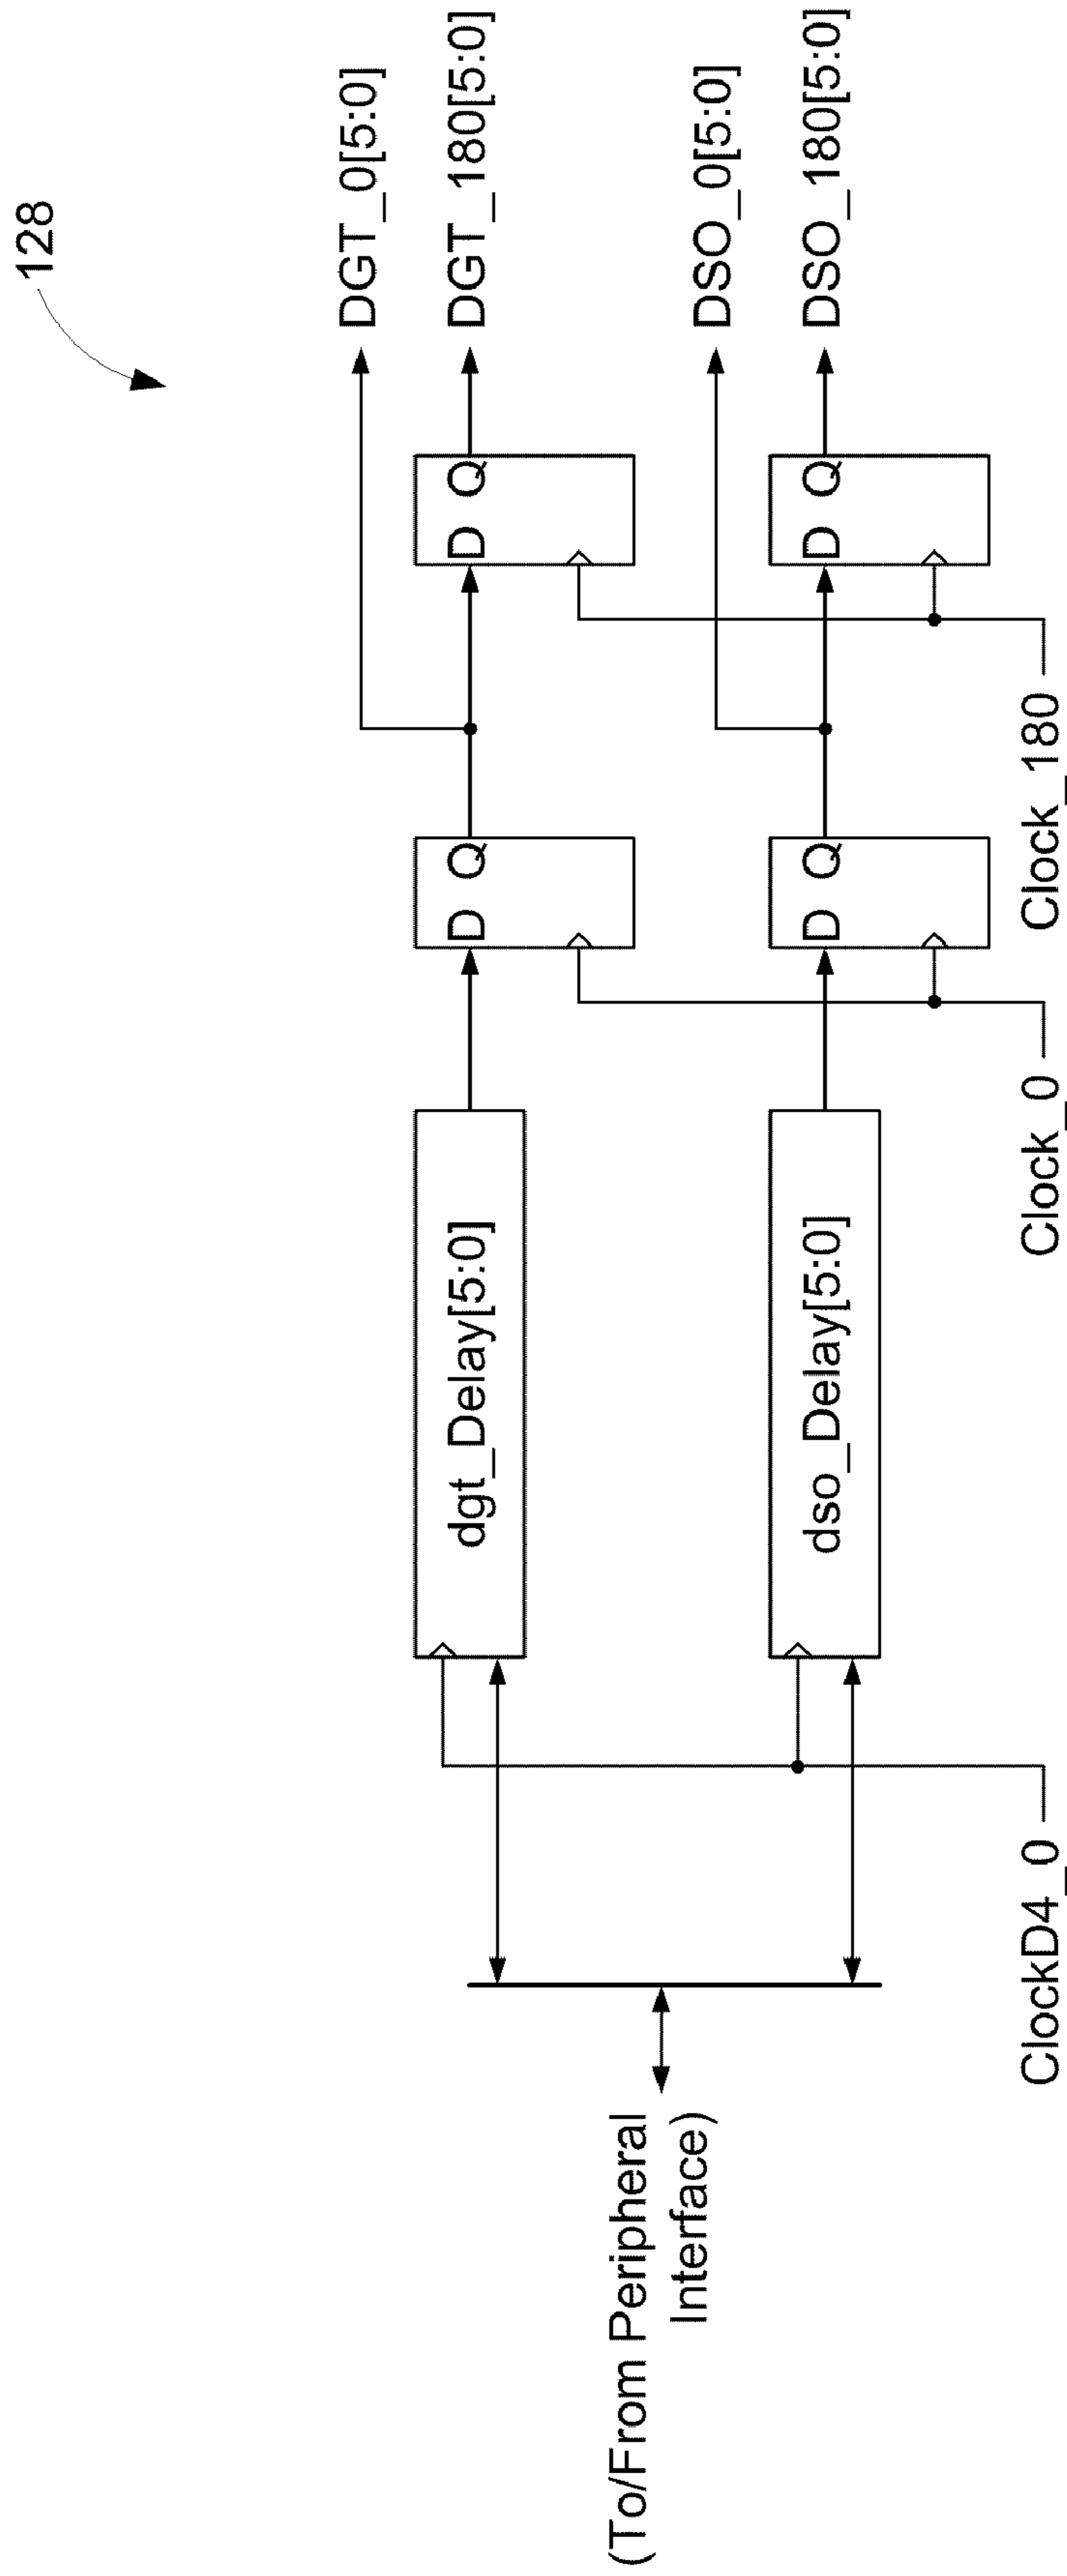 128
DGT_0[5:0]
DGT_180[5:0]
DSO_0[5:0]
DSO_180[5:0]
D Q
D Q
D Q
D Q
dgt_Delay[5:0]
dso_Delay[5:0]
(To/From Peripheral
Interface)
ClockD4_0
Clock_0
Clock_180